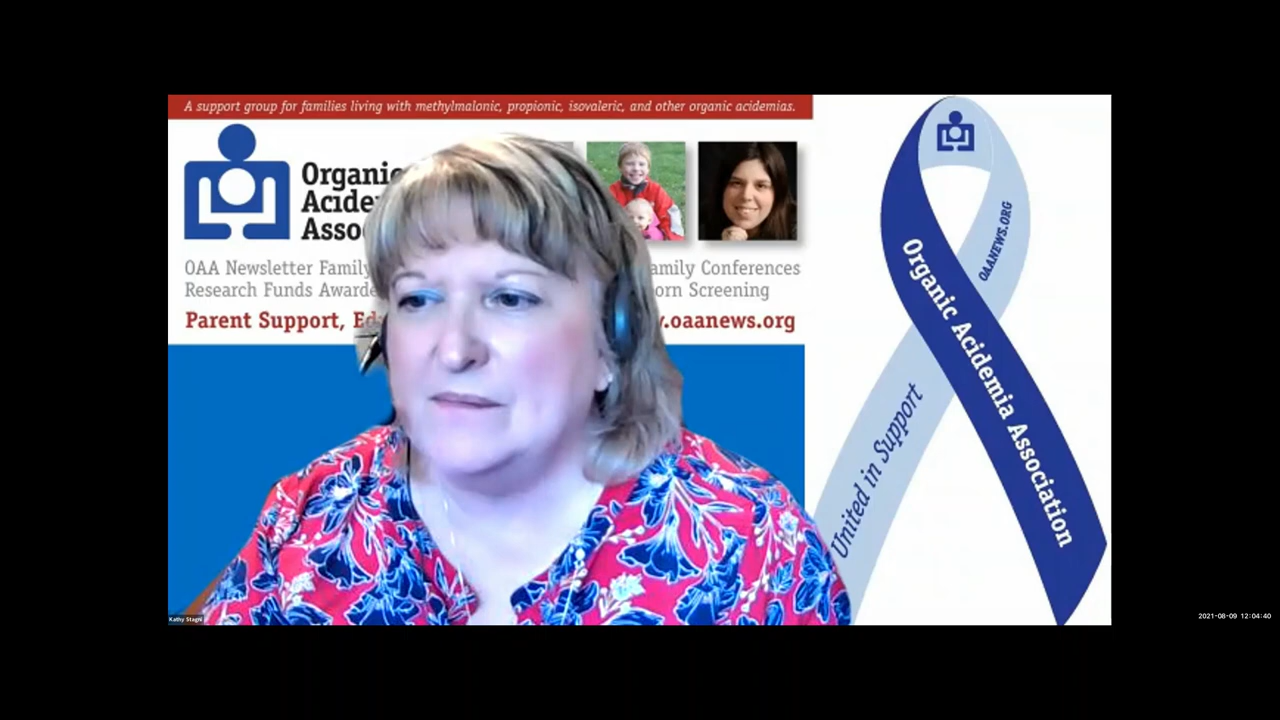 A support group for families living with methylmalonic, propionic, isovaleric, and other organic acidemias.
Organic
Acide
Asso
OAA Newsletter Family
amily Conferences
Research Funds Awarde
orn Screening
Parent Support, Ed
.oaanews.org
OAANEWS.ORG
Organic Acidemia Association
United in Support
Kathy Stagni
2021-08-09 12:04:40